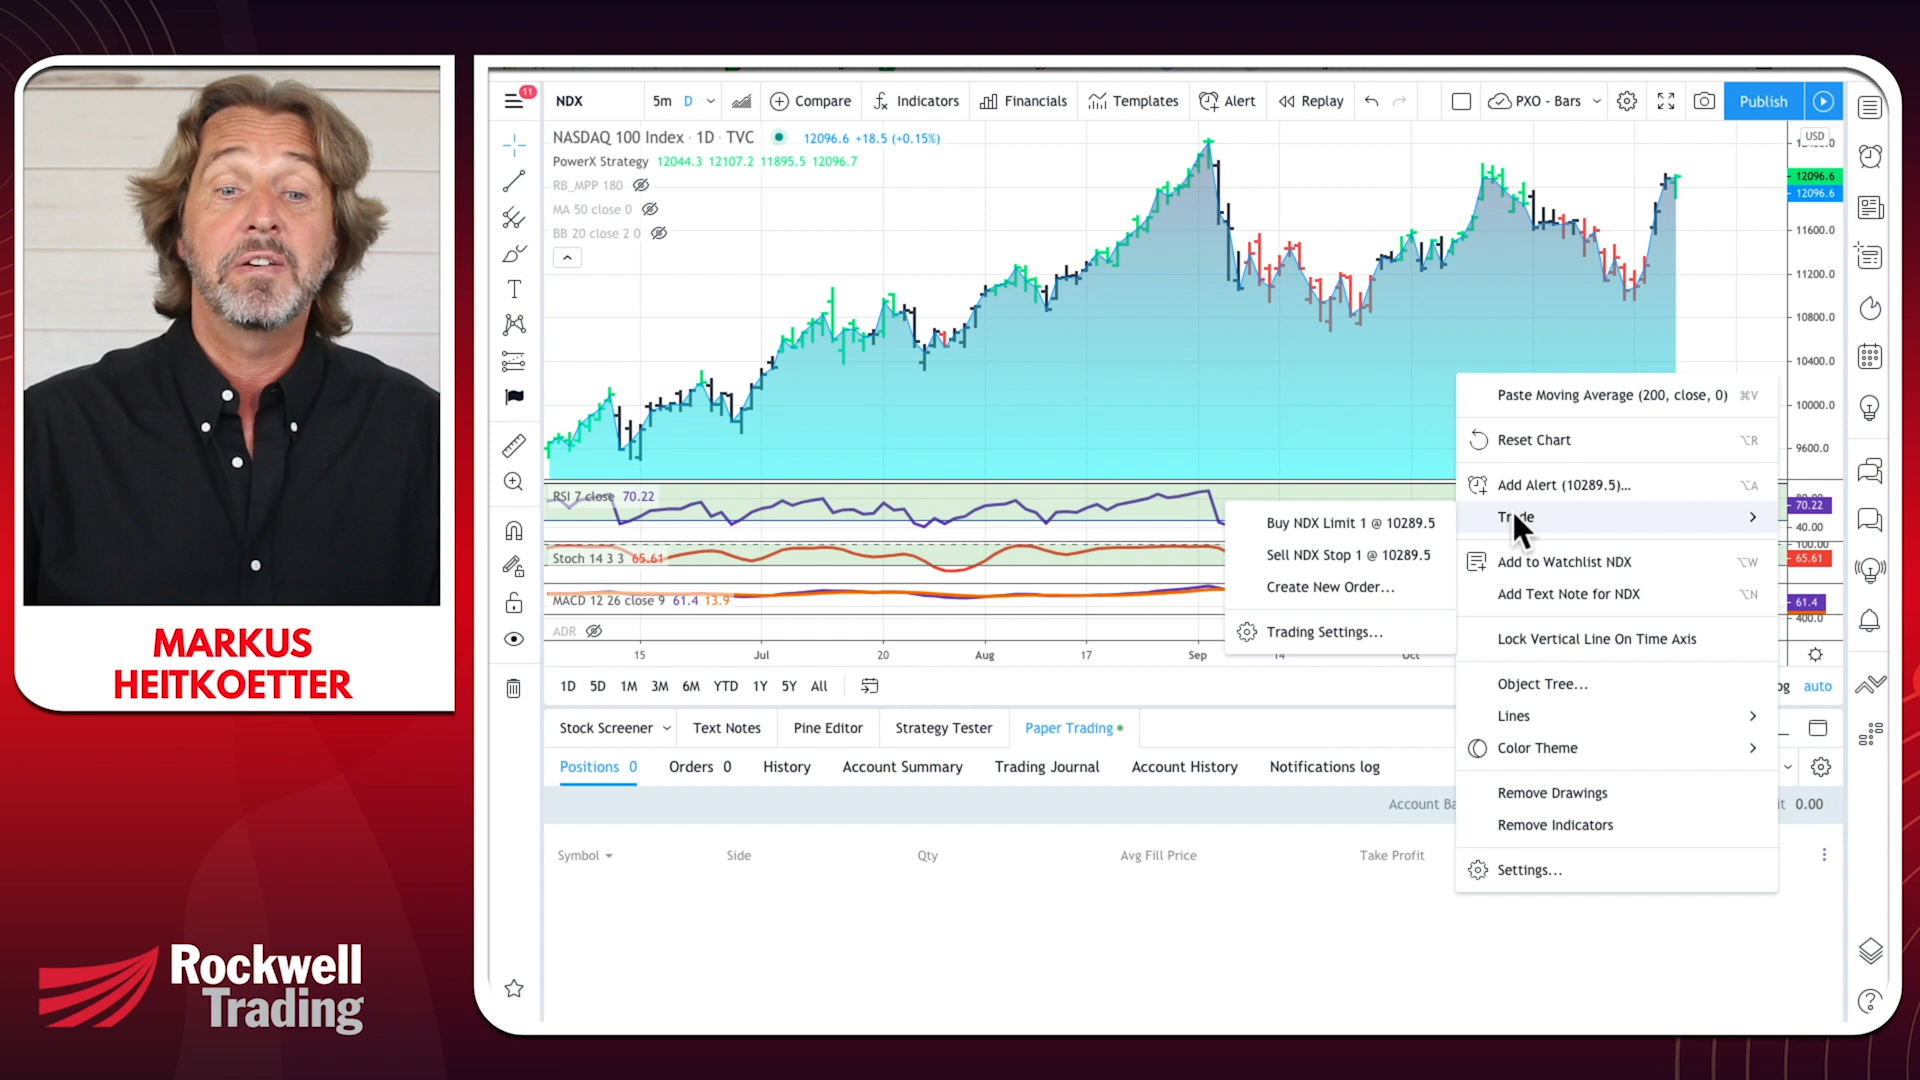 MARKUS
HEITKOETTER
Rockwell
Trading
11
NDX
5m D
Compare
Indicators
Financials
Templates
Alert
Replay
PXO - Bars
Publish
NASDAQ 100 Index · 1D · TVC
12096.6 +18.5 (+0.15%)
PowerX Strategy 12044.3 12107.2 11895.5 12096.7
RB_MPP 180
MA 50 close 0
BB 20 close 2 0
USD
12096.6
12096.6
11600.0
11200.0
10800.0
10400.0
10000.0
9600.0
RSI 7 close 70.22
70.22
40.00
Stoch 14 3 3 65.61
100.00
65.61
MACD 12 26 close 9 61.4 13.9
61.4
400.0
ADR
15 Jul 20 Aug 17 Sep 14 Oct
Paste Moving Average (200, close, 0) ⌘V
Reset Chart ⌥R
Add Alert (10289.5)... ⌥A
Trade
Add to Watchlist NDX ⌥W
Add Text Note for NDX ⌥N
Lock Vertical Line On Time Axis
Object Tree...
Lines
Color Theme
Remove Drawings
Remove Indicators
Settings...
Buy NDX Limit 1 @ 10289.5
Sell NDX Stop 1 @ 10289.5
Create New Order...
Trading Settings...
1D 5D 1M 3M 6M YTD 1Y 5Y All
auto
Stock Screener
Text Notes
Pine Editor
Strategy Tester
Paper Trading
Positions 0
Orders 0
History
Account Summary
Trading Journal
Account History
Notifications log
Account Ba
0.00
Symbol
Side
Qty
Avg Fill Price
Take Profit